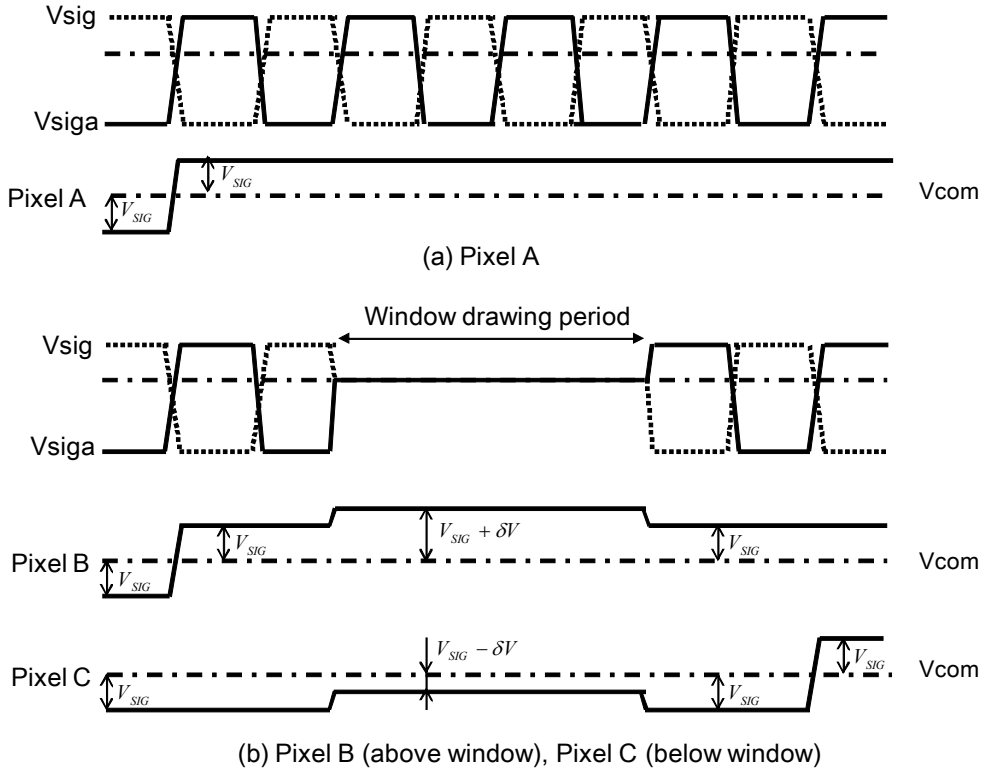 Vsig
Vsiga
V_SIG
Pixel A
V_SIG
Vcom
(a) Pixel A
Window drawing period
Vsig
Vsiga
V_SIG + δV
V_SIG
V_SIG
Pixel B
V_SIG
Vcom
V_SIG − δV
V_SIG
Pixel C
V_SIG
V_SIG
Vcom
(b) Pixel B (above window), Pixel C (below window)